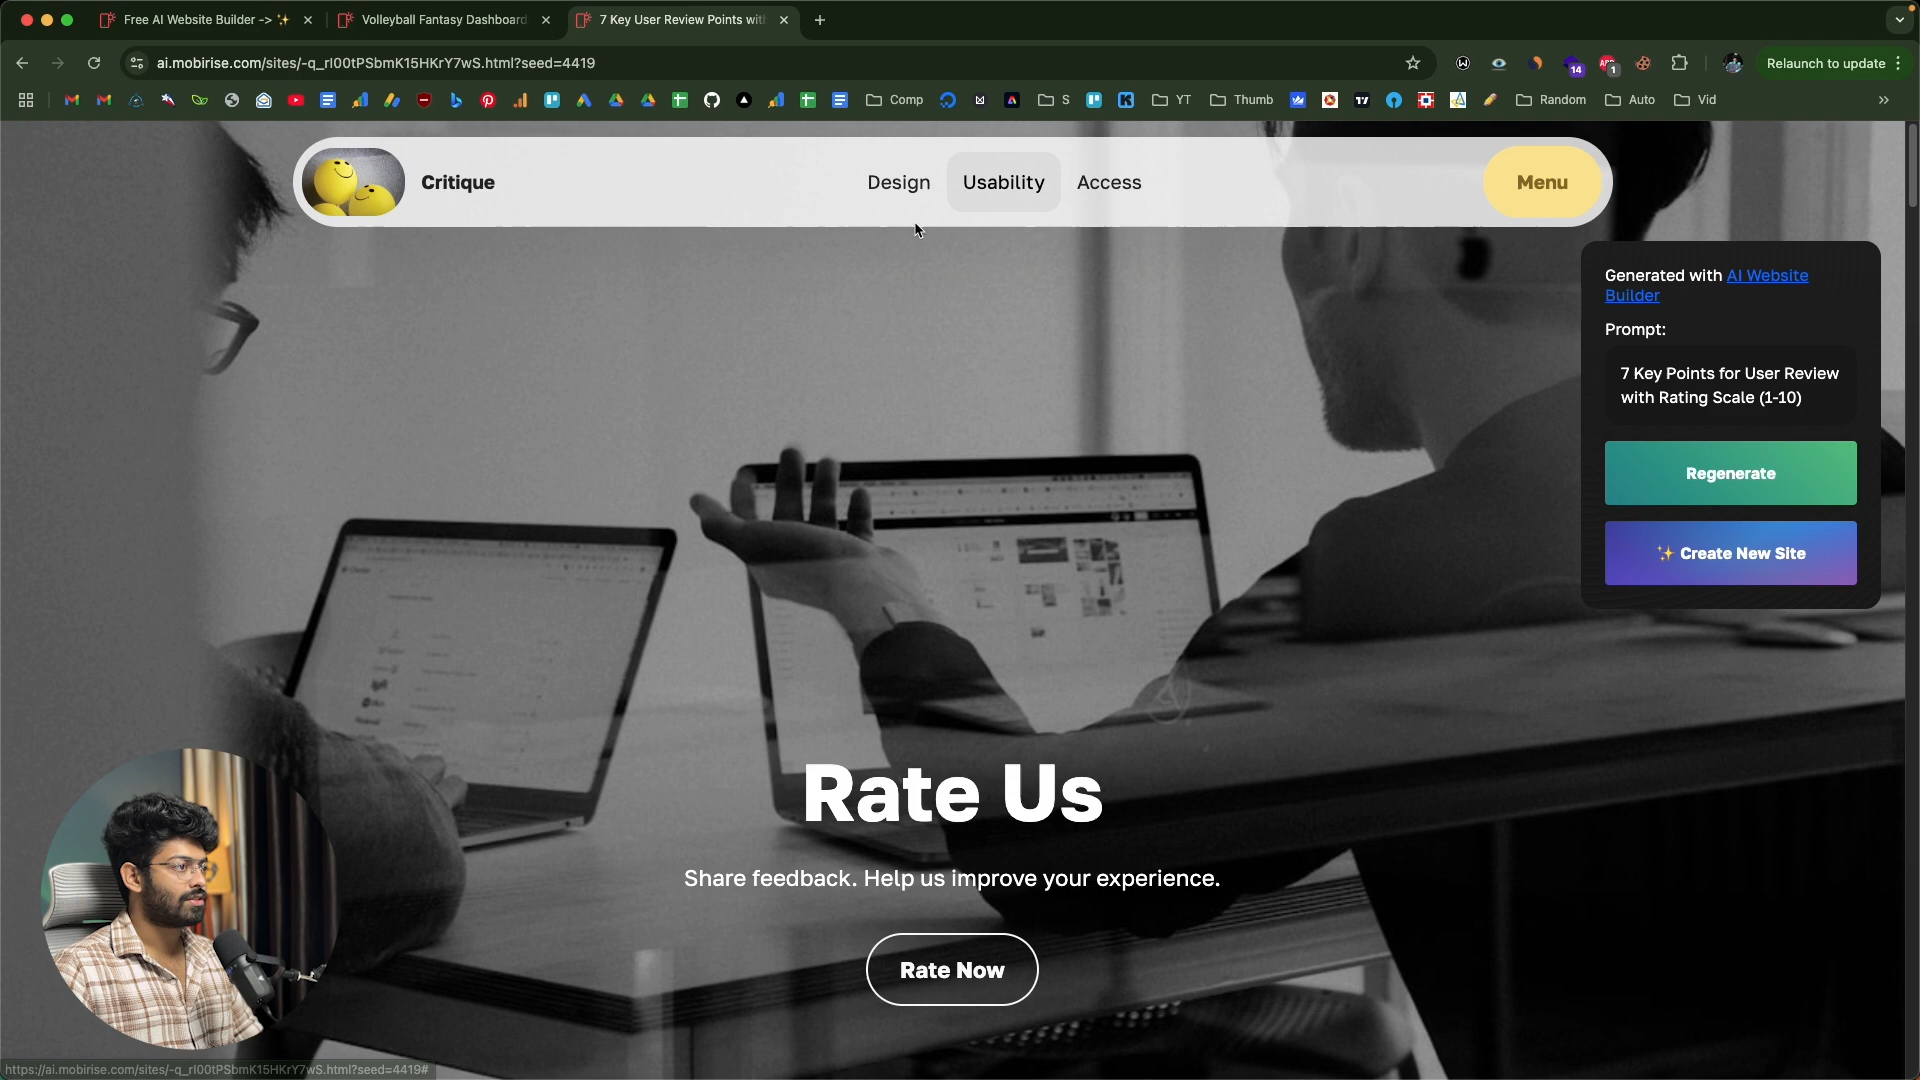 Free AI Website Builder -> ✨
Volleyball Fantasy Dashboard
7 Key User Review Points wit
ai.mobirise.com/sites/-q_rl00tPSbmK15HKrY7wS.html?seed=4419
14
1
Relaunch to update
Comp
S
YT
Thumb
Random
Auto
Vid
Critique
Design
Usability
Access
Menu
Generated with AI Website
Builder
Prompt:
7 Key Points for User Review
with Rating Scale (1-10)
Regenerate
✨ Create New Site
Rate Us
Share feedback. Help us improve your experience.
Rate Now
https://ai.mobirise.com/sites/-q_rl00tPSbmK15HKrY7wS.html?seed=4419#